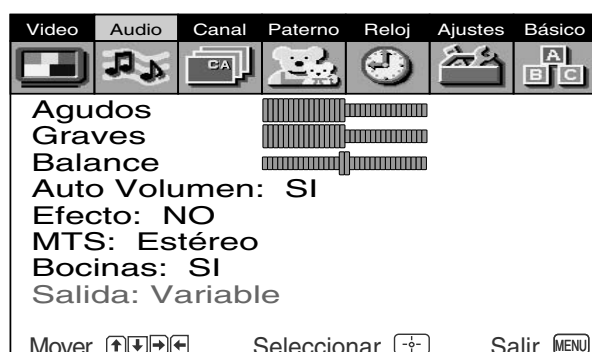 Video Audio Canal Paterno Reloj Ajustes Básico
CA A B C
Agudos
Graves
Balance
Auto Volumen: SI
Efecto: NO
MTS: Estéreo
Bocinas: SI
Salida: Variable
Mover Seleccionar Salir MENU